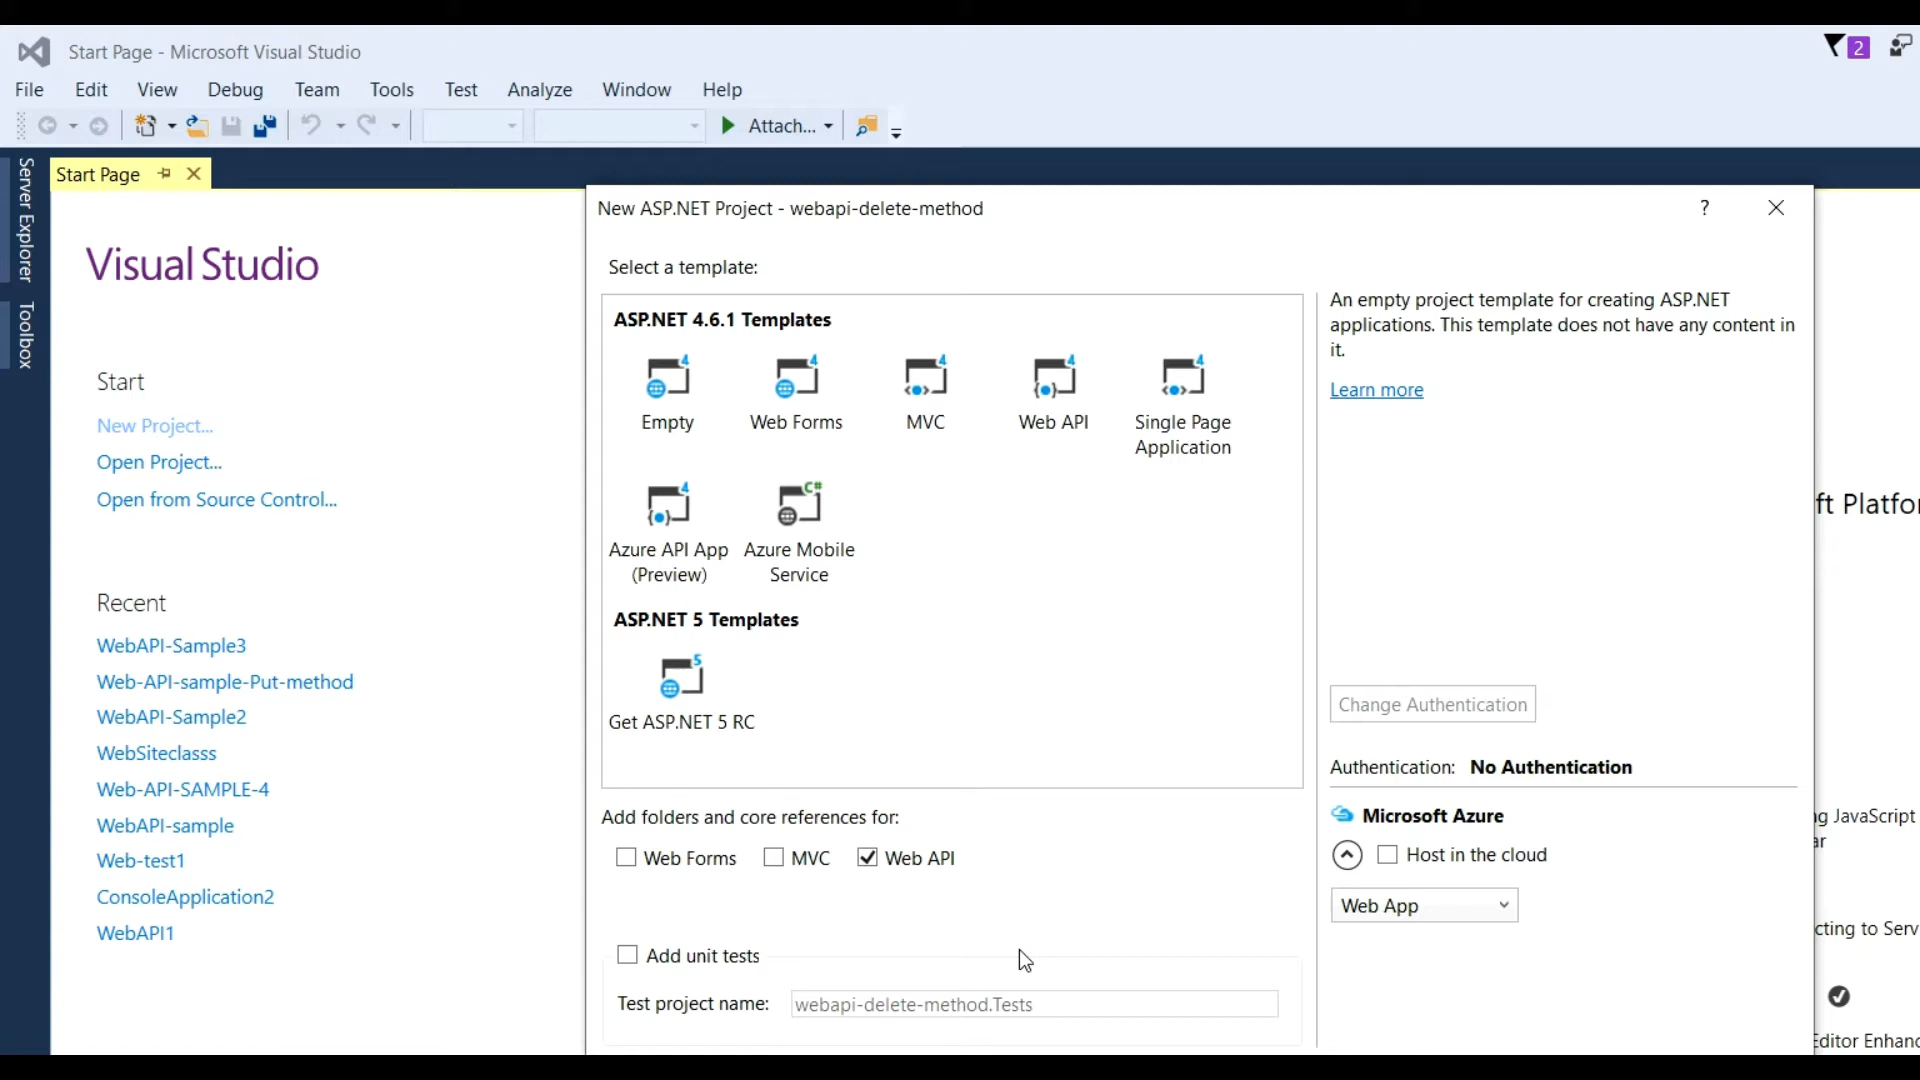 Start Page - Microsoft Visual Studio
2
File Edit View Debug Team Tools Test Analyze Window Help
Attach...
Server Explorer
Toolbox
Start Page
Visual Studio
Start
New Project...
Open Project...
Open from Source Control...
Recent
WebAPI-Sample3
Web-API-sample-Put-method
WebAPI-Sample2
WebSiteclasss
Web-API-SAMPLE-4
WebAPI-sample
Web-test1
ConsoleApplication2
WebAPI1
New ASP.NET Project - webapi-delete-method
?
Select a template:
ASP.NET 4.6.1 Templates
4 4 4 4 4
Empty Web Forms MVC Web API Single Page
Application
4 C#
Azure API App Azure Mobile
(Preview) Service
ASP.NET 5 Templates
5
Get ASP.NET 5 RC
Add folders and core references for:
Web Forms MVC Web API
Add unit tests
Test project name: webapi-delete-method.Tests
An empty project template for creating ASP.NET
applications. This template does not have any content in
it.
Learn more
Change Authentication
Authentication: No Authentication
Microsoft Azure
Host in the cloud
Web App
ft Platfor
JavaScript
cting to Serv
Editor Enhanc